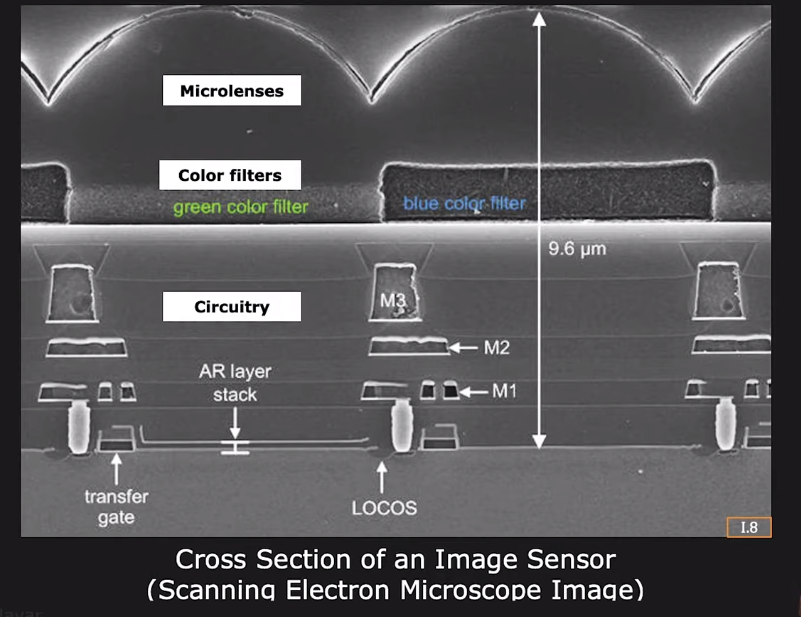 Microlenses
Color filters
green color filter
blue color filter
9.6 µm
Circuitry
M3
M2
AR layer
stack
M1
transfer
gate
LOCOS
I.8
Cross Section of an Image Sensor
(Scanning Electron Microscope Image)